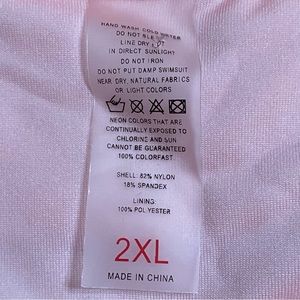 HAND WASH COLD WATER
DO NOT BLE
LINE DRY
IN DIRECT SUNLIGHT
DO NOT IRON
DO NOT PUT DAMP SWIMSUIT
NEAR DRY, NATURAL FABRICS
OR LIGHT COLORS
NEON COLORS THAT ARE
CONTINUALLY EXPOSED TO
CHLORINE AND SUN
CANNOT BE GUARANTEED
100% COLORFAST
SHELL: 82% NYLON
18% SPANDEX
LINING:
100% POLYESTER
2XL
MADE IN CHINA